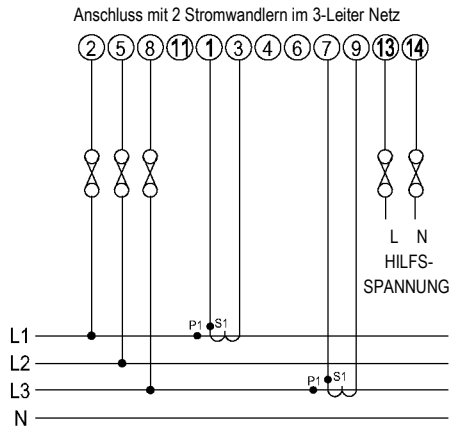 Anschluss mit 2 Stromwandlern im 3-Leiter Netz
2 5 8 11 1 3 4 6 7 9 13 14
L N
HILFS-
SPANNUNG
P1 S1
L1
L2
P1 S1
L3
N